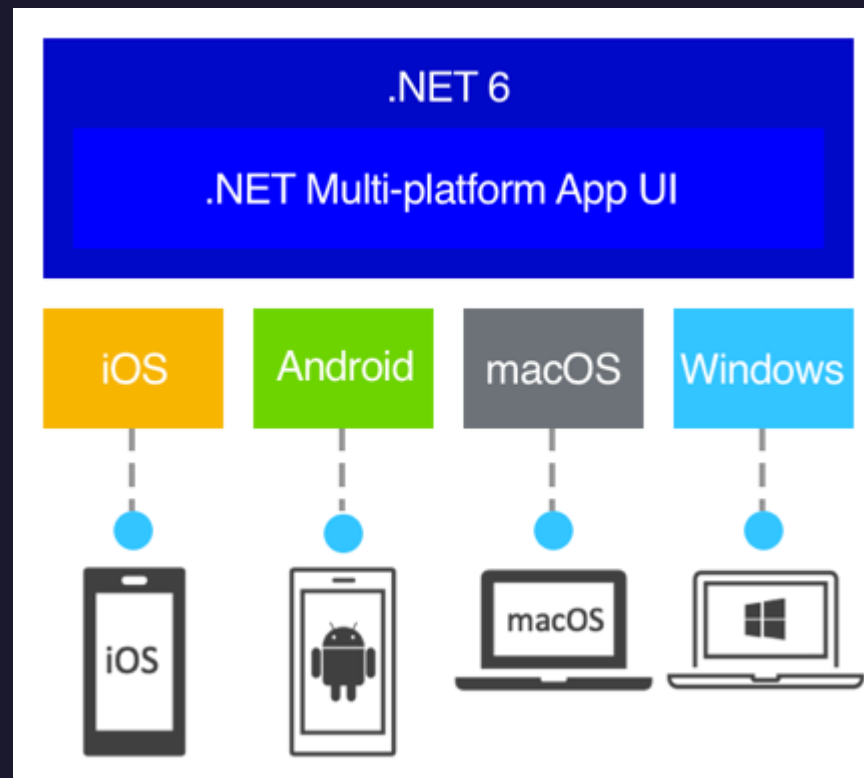 .NET 6
.NET Multi-platform App UI
iOS
Android
macOS
Windows
iOS
macOS